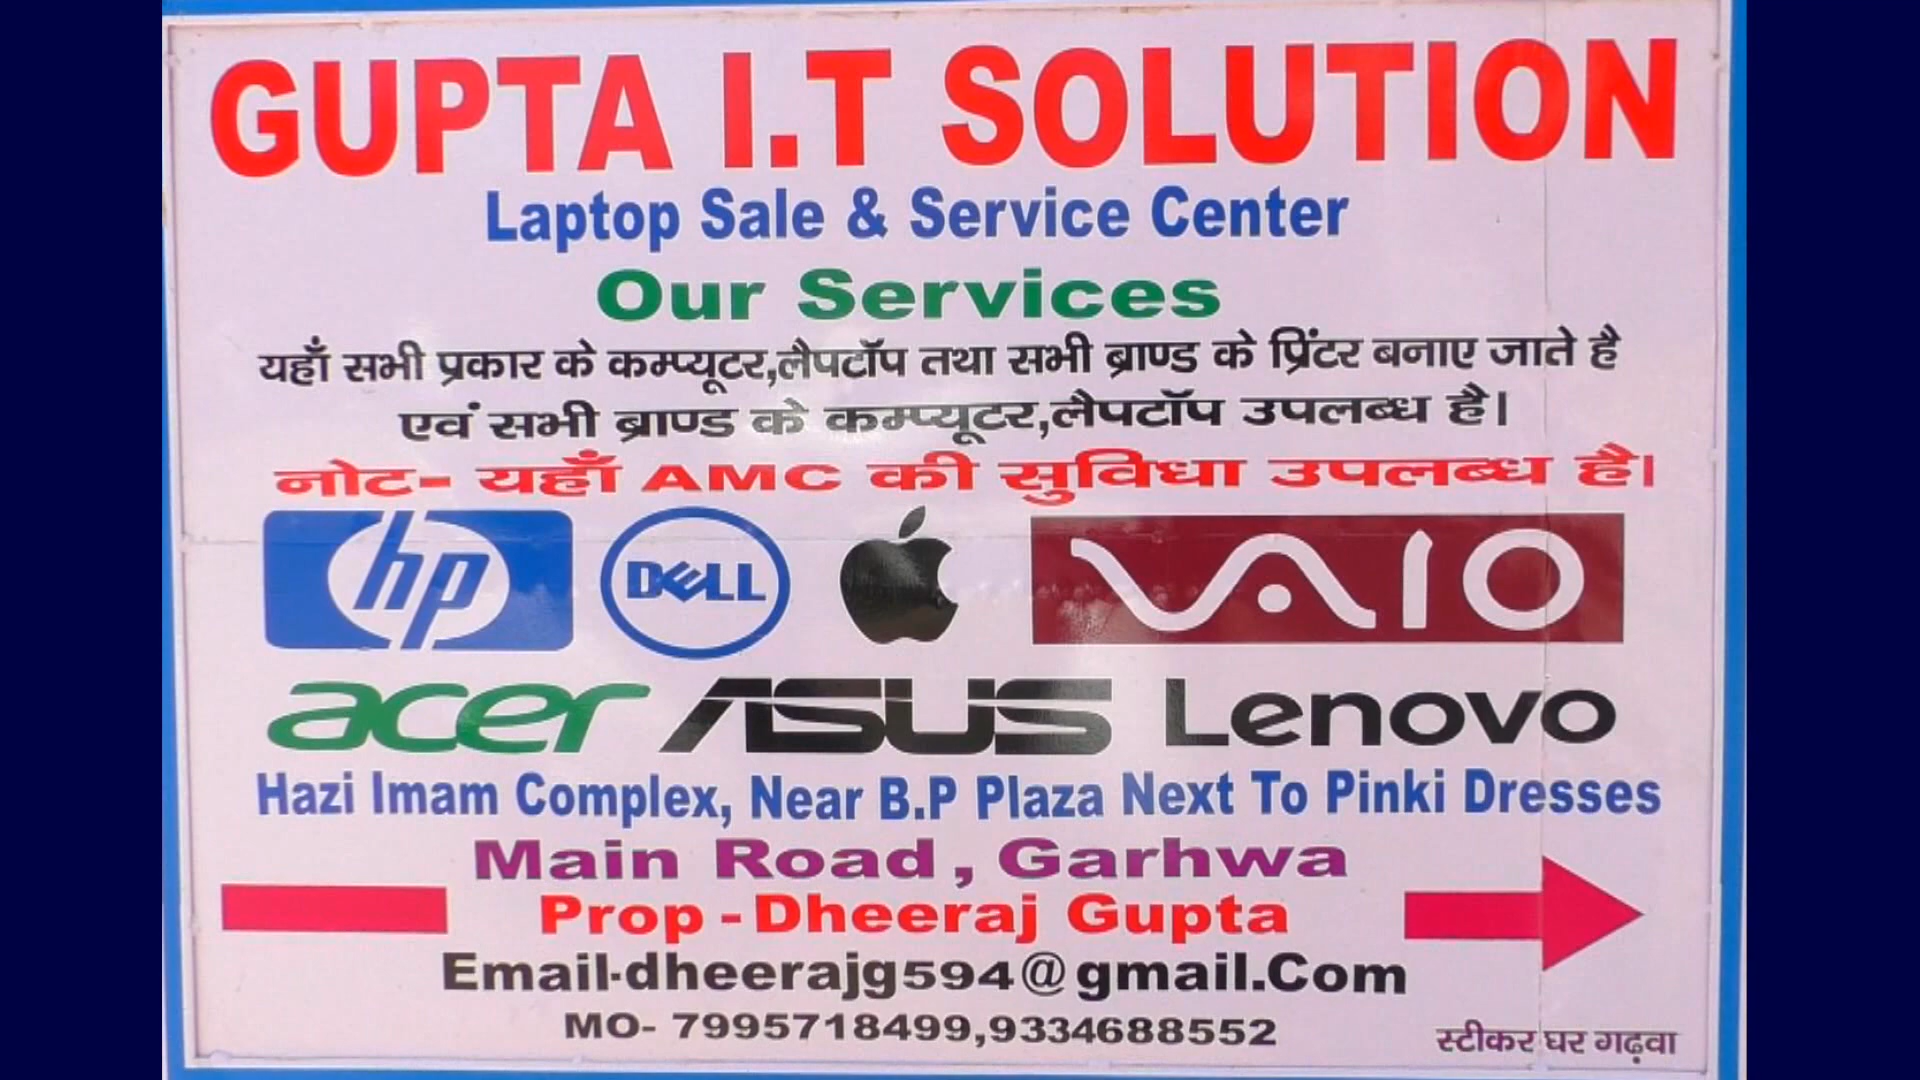 GUPTA I.T SOLUTION
Laptop Sale & Service Center
Our Services
यहाँ सभी प्रकार के कम्प्यूटर,लैपटॉप तथा सभी ब्राण्ड के प्रिंटर बनाए जाते है
एवं सभी ब्राण्ड के कम्प्यूटर,लैपटॉप उपलब्ध है।
नोट- यहाँ AMC की सुविधा उपलब्ध है।
hp DELL VAIO
acer ASUS Lenovo
Hazi Imam Complex, Near B.P Plaza Next To Pinki Dresses
Main Road, Garhwa
Prop-Dheeraj Gupta
Email-dheerajg594@gmail.Com
MO- 7995718499,9334688552
स्टीकर घर गढ़वा